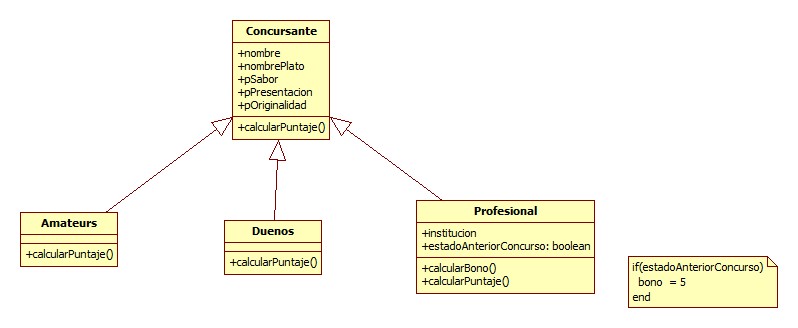 Concursante
+nombre
+nombrePlato
+pSabor
+pPresentacion
+pOriginalidad
+calcularPuntaje()
Amateurs
+calcularPuntaje()
Duenos
+calcularPuntaje()
Profesional
+institucion
+estadoAnteriorConcurso: boolean
+calcularBono()
+calcularPuntaje()
if(estadoAnteriorConcurso)
  bono  = 5
end